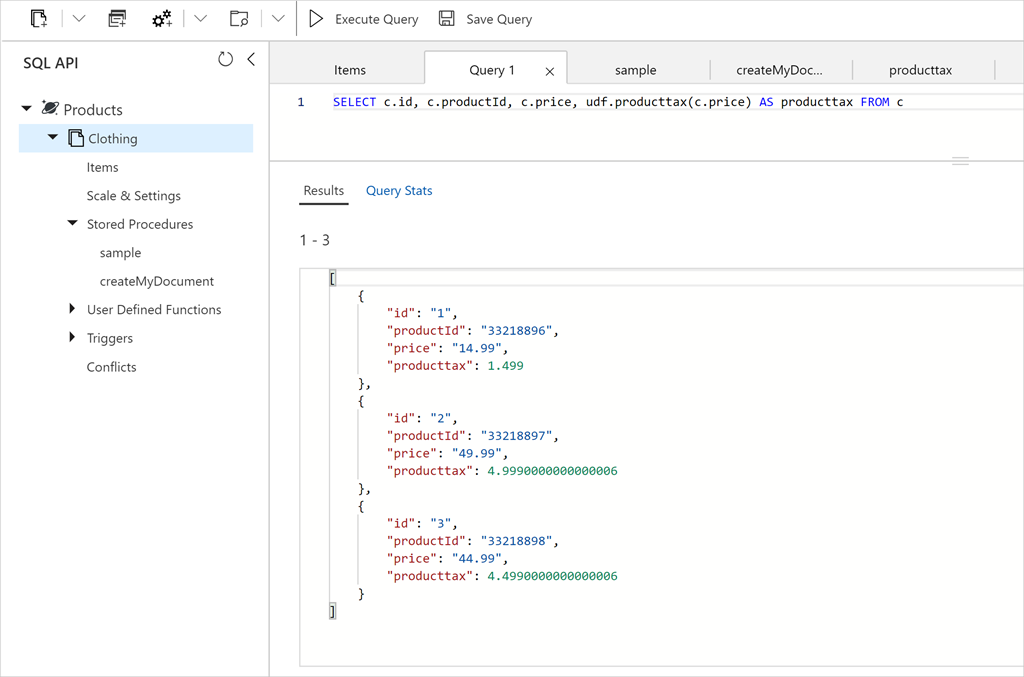 Execute Query Save Query
SQL API
Products
Clothing
Items
Scale & Settings
Stored Procedures
sample
createMyDocument
User Defined Functions
Triggers
Conflicts
Items Query 1 sample createMyDoc... producttax
1 SELECT c.id, c.productId, c.price, udf.producttax(c.price) AS producttax FROM c
Results Query Stats
1 - 3
[
{
"id": "1",
"productId": "33218896",
"price": "14.99",
"producttax": 1.499
},
{
"id": "2",
"productId": "33218897",
"price": "49.99",
"producttax": 4.9990000000000006
},
{
"id": "3",
"productId": "33218898",
"price": "44.99",
"producttax": 4.4990000000000006
}
]